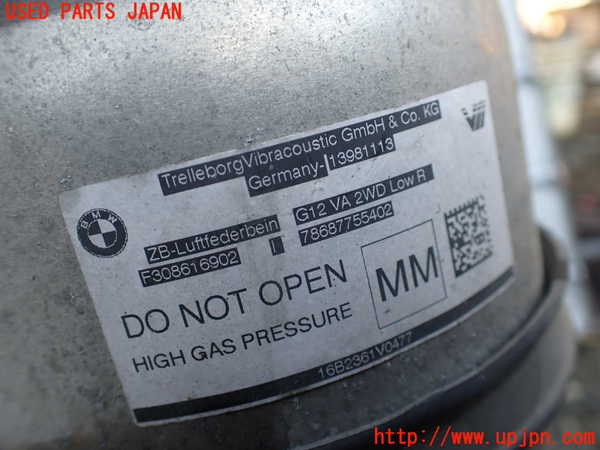 USED PARTS JAPAN
TrelleborgVibracoustic GmbH & Co. KG
Germany-13981113
BMW
ZB-Luftfederbein G12 VA 2WD Low R
F308616902 78687755402
DO NOT OPEN
HIGH GAS PRESSURE
MM
16B2361V0477
http://www.upjpn.com/